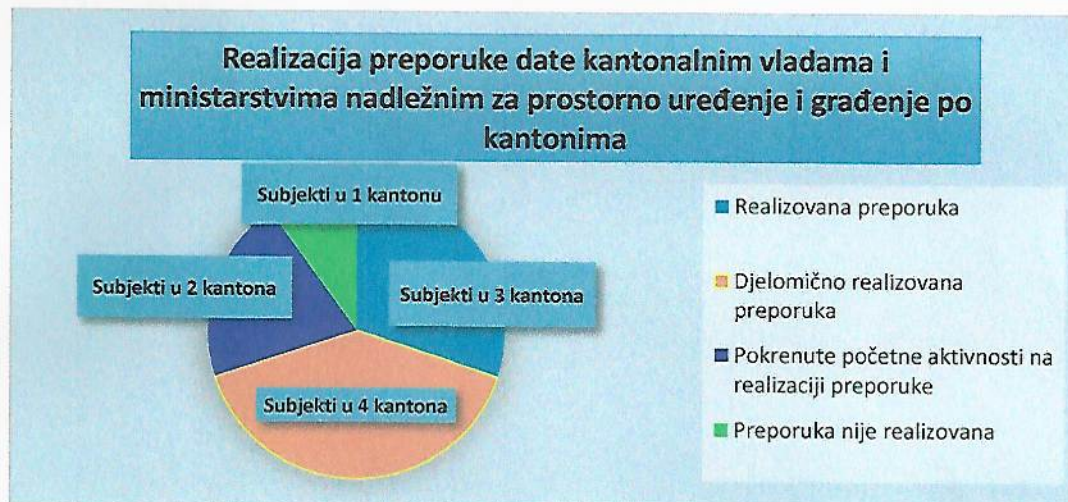 Realizacija preporuke date kantonalnim vladama i
ministarstvima nadležnim za prostorno uređenje i građenje po
kantonima
Subjekti u 1 kantonu
Subjekti u 2 kantona
Subjekti u 3 kantona
Subjekti u 4 kantona
Realizovana preporuka
Djelomično realizovana
preporuka
Pokrenute početne aktivnosti na
realizaciji preporuke
Preporuka nije realizovana